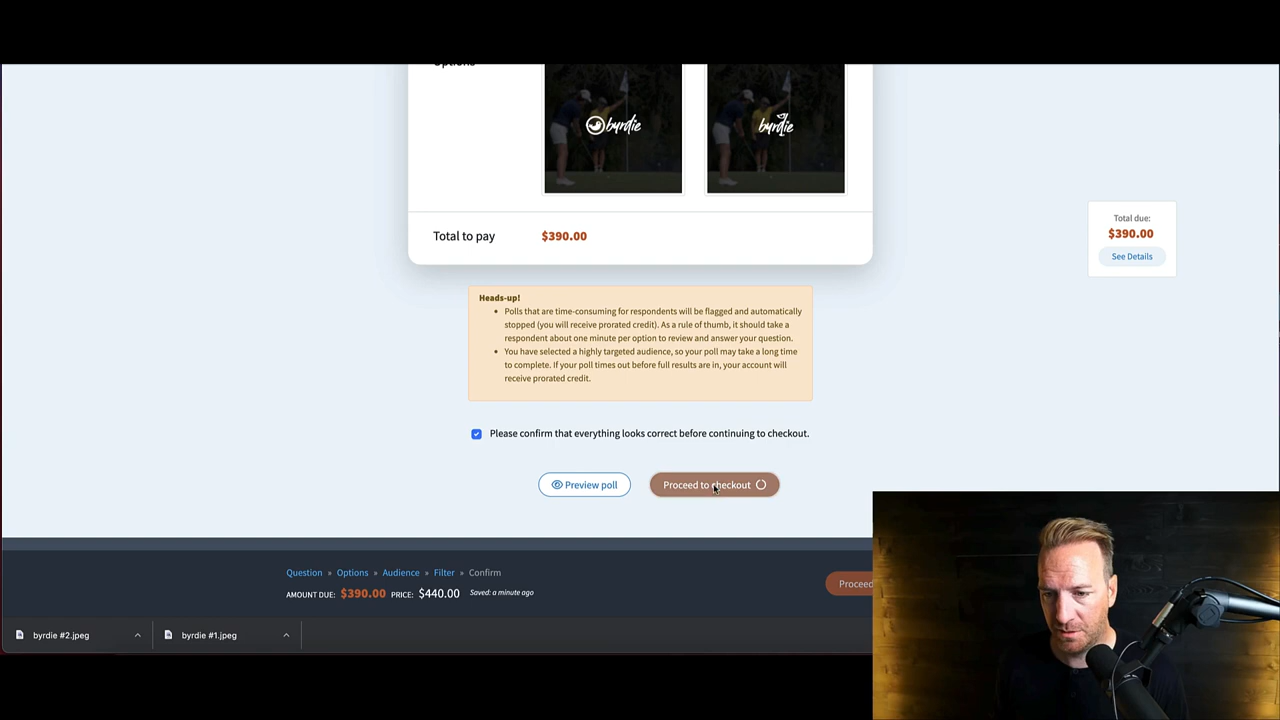 Options
byrdie
byrdie
Total to pay
$390.00
Total due:
$390.00
See Details
Heads-up!
Polls that are time-consuming for respondents will be flagged and automatically
stopped (you will receive prorated credit). As a rule of thumb, it should take a
respondent about one minute per option to review and answer your question.
You have selected a highly targeted audience, so your poll may take a long time
to complete. If your poll times out before full results are in, your account will
receive prorated credit.
Please confirm that everything looks correct before continuing to checkout.
Preview poll
Proceed to checkout
Question » Options » Audience » Filter » Confirm
AMOUNT DUE: $390.00 PRICE: $440.00 Saved: a minute ago
Proceed
byrdie #2.jpeg
byrdie #1.jpeg